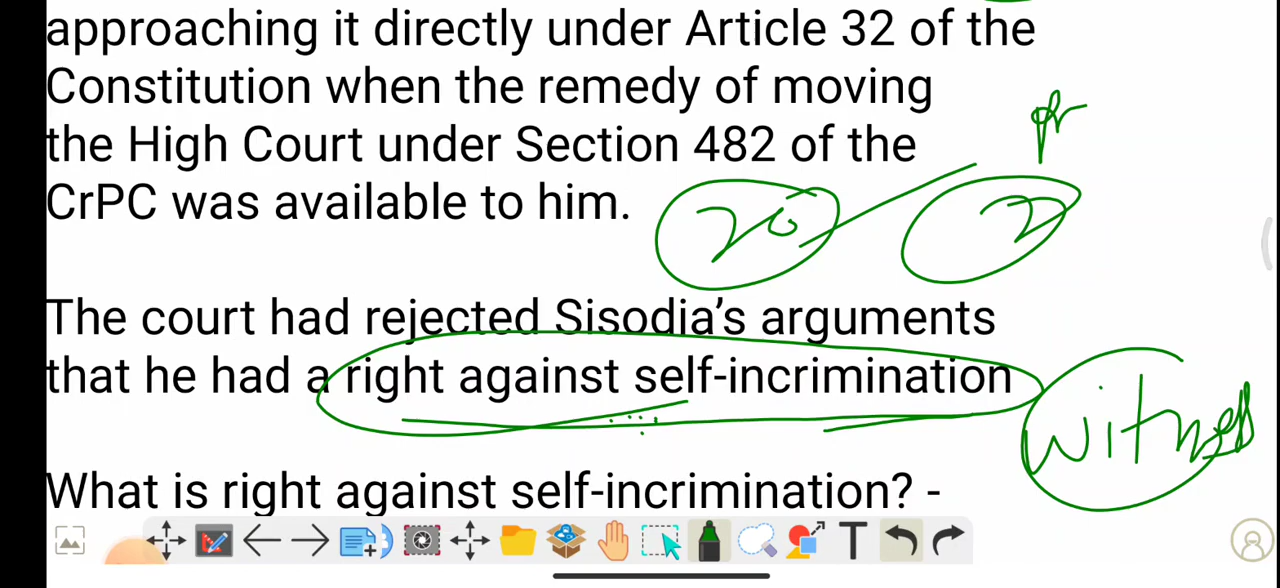 approaching it directly under Article 32 of the
Constitution when the remedy of moving
the High Court under Section 482 of the
CrPC was available to him.
20
The court had rejected Sisodia's arguments
that he had a right against self-incrimination
witness
What is right against self-incrimination? -
T